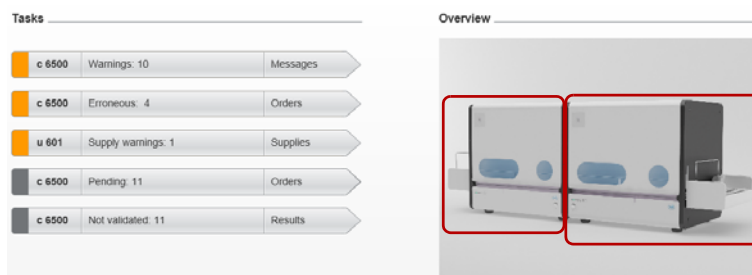 Tasks
c 6500 Warnings: 10 Messages
c 6500 Erroneous: 4 Orders
u 601 Supply warnings: 1 Supplies
c 6500 Pending: 11 Orders
c 6500 Not validated: 11 Results
Overview